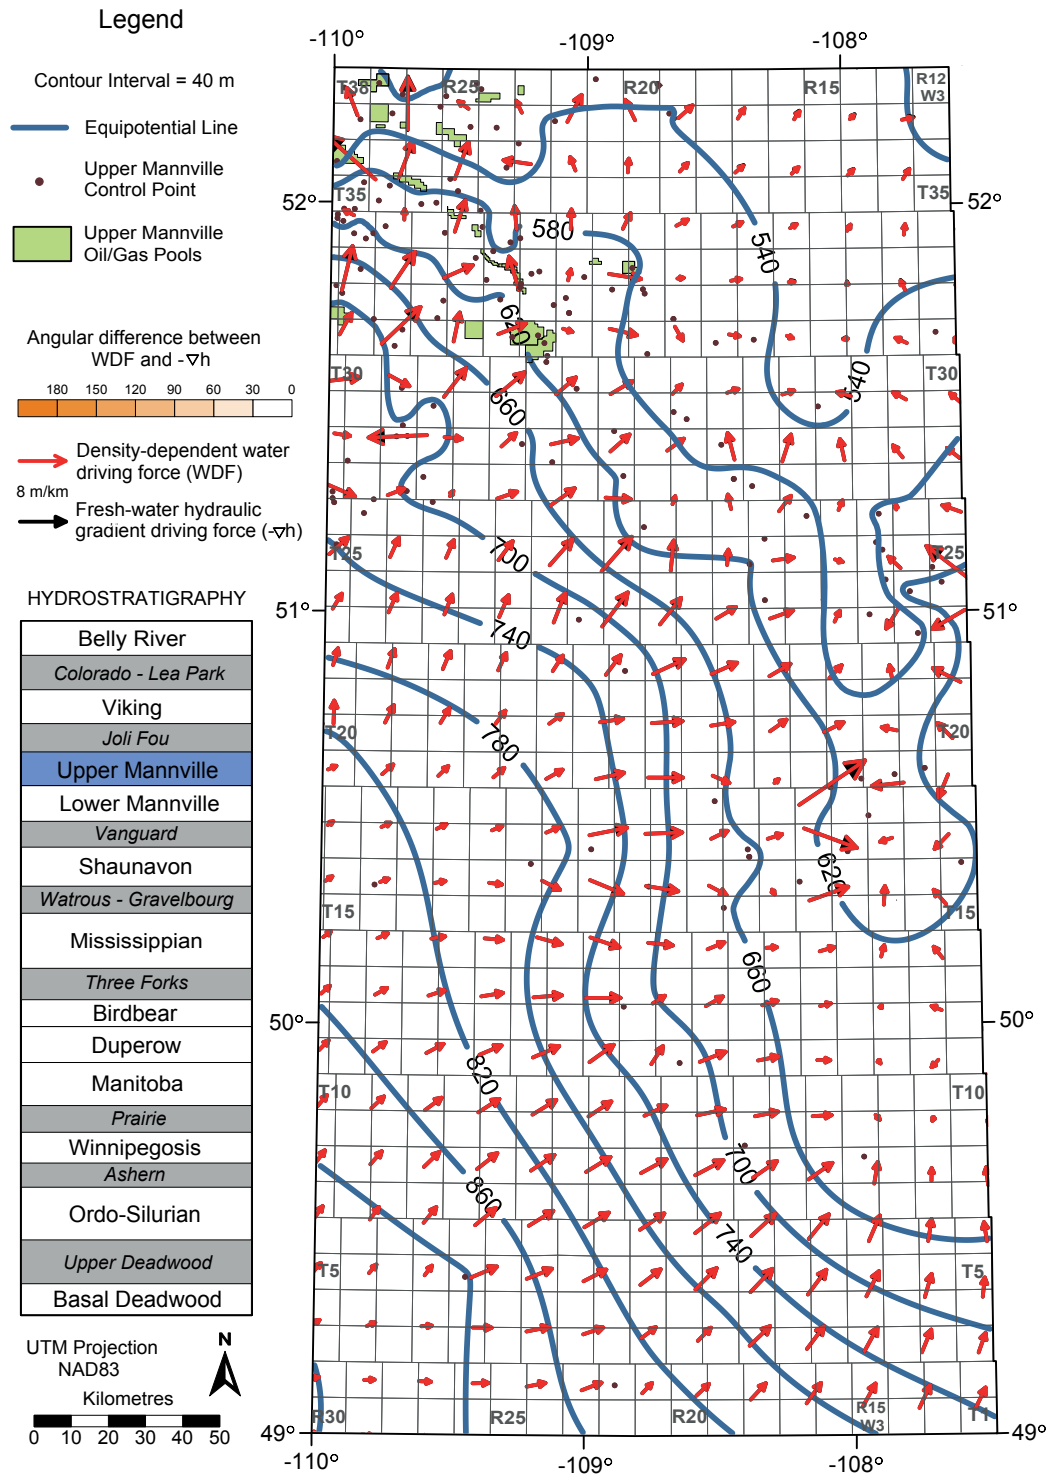 Legend
Contour Interval = 40 m
Equipotential Line
Upper Mannville
Control Point
Upper Mannville
Oil/Gas Pools
Angular difference between
WDF and -∇h
180 150 120 90 60 30 0
Density-dependent water
driving force (WDF)
8 m/km
Fresh-water hydraulic
gradient driving force (-∇h)
HYDROSTRATIGRAPHY
Belly River
Colorado - Lea Park
Viking
Joli Fou
Upper Mannville
Lower Mannville
Vanguard
Shaunavon
Watrous - Gravelbourg
Mississippian
Three Forks
Birdbear
Duperow
Manitoba
Prairie
Winnipegosis
Ashern
Ordo-Silurian
Upper Deadwood
Basal Deadwood
UTM Projection
NAD83
N
Kilometres
0 10 20 30 40 50
-110° -109° -108°
T38 R25 R20 R15 R12
W3
T35 T35
52° 52°
580
540
620
T30 T30
540
660
T25 T25
700
51° 51°
740
T20 T20
780
620
T15 T15
660
50° 50°
820
T10 T10
700
860
740
T5 T5
R30 R25 R20 R15
W3
T1
49° 49°
-110° -109° -108°